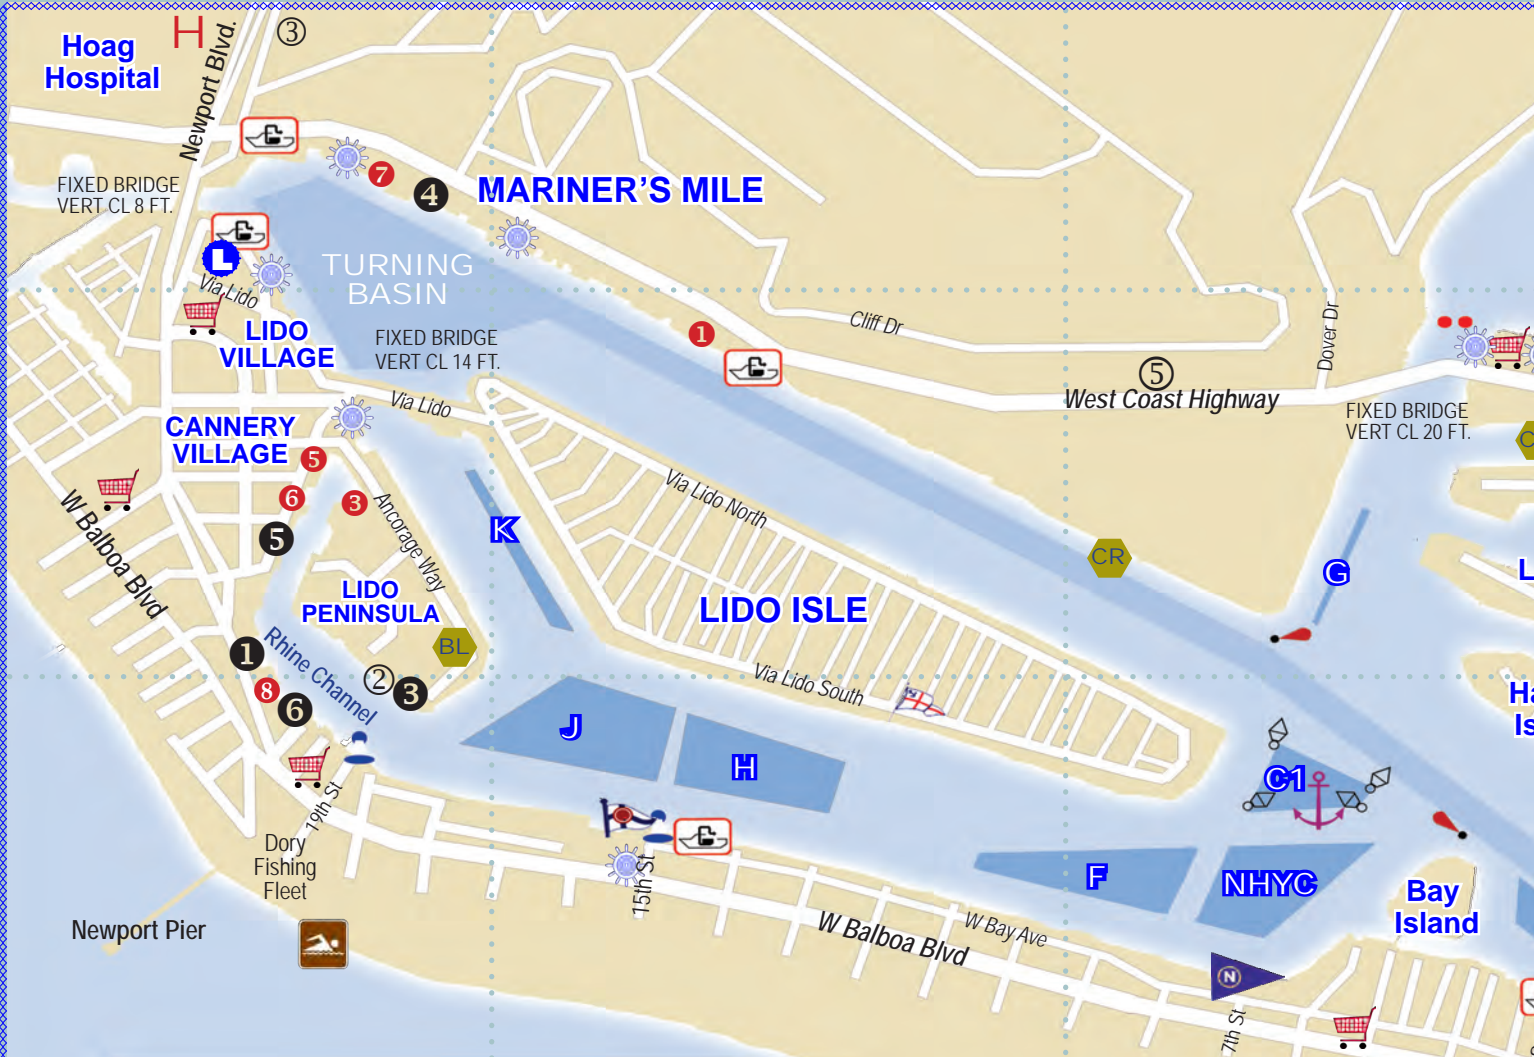 Hoag
Hospital
H
③
Newport Blvd.
FIXED BRIDGE
VERT CL 8 FT.
7
4
MARINER'S MILE
L
Via Lido
TURNING
BASIN
LIDO
VILLAGE
FIXED BRIDGE
VERT CL 14 FT.
1
Cliff Dr
Dover Dr
⑤
West Coast Highway
FIXED BRIDGE
VERT CL 20 FT.
Via Lido
CANNERY
VILLAGE
5
6
3
5
Ancorage Way
W Balboa Blvd
K
Via Lido North
CR
G
L
LIDO
PENINSULA
LIDO ISLE
BL
1
Rhine Channel
②
3
8
6
Via Lido South
Ha
Is
J
H
C1
19th St
Dory
Fishing
Fleet
15th St
F
NHYC
Bay
Island
Newport Pier
W Balboa Blvd
W Bay Ave
N
7th St